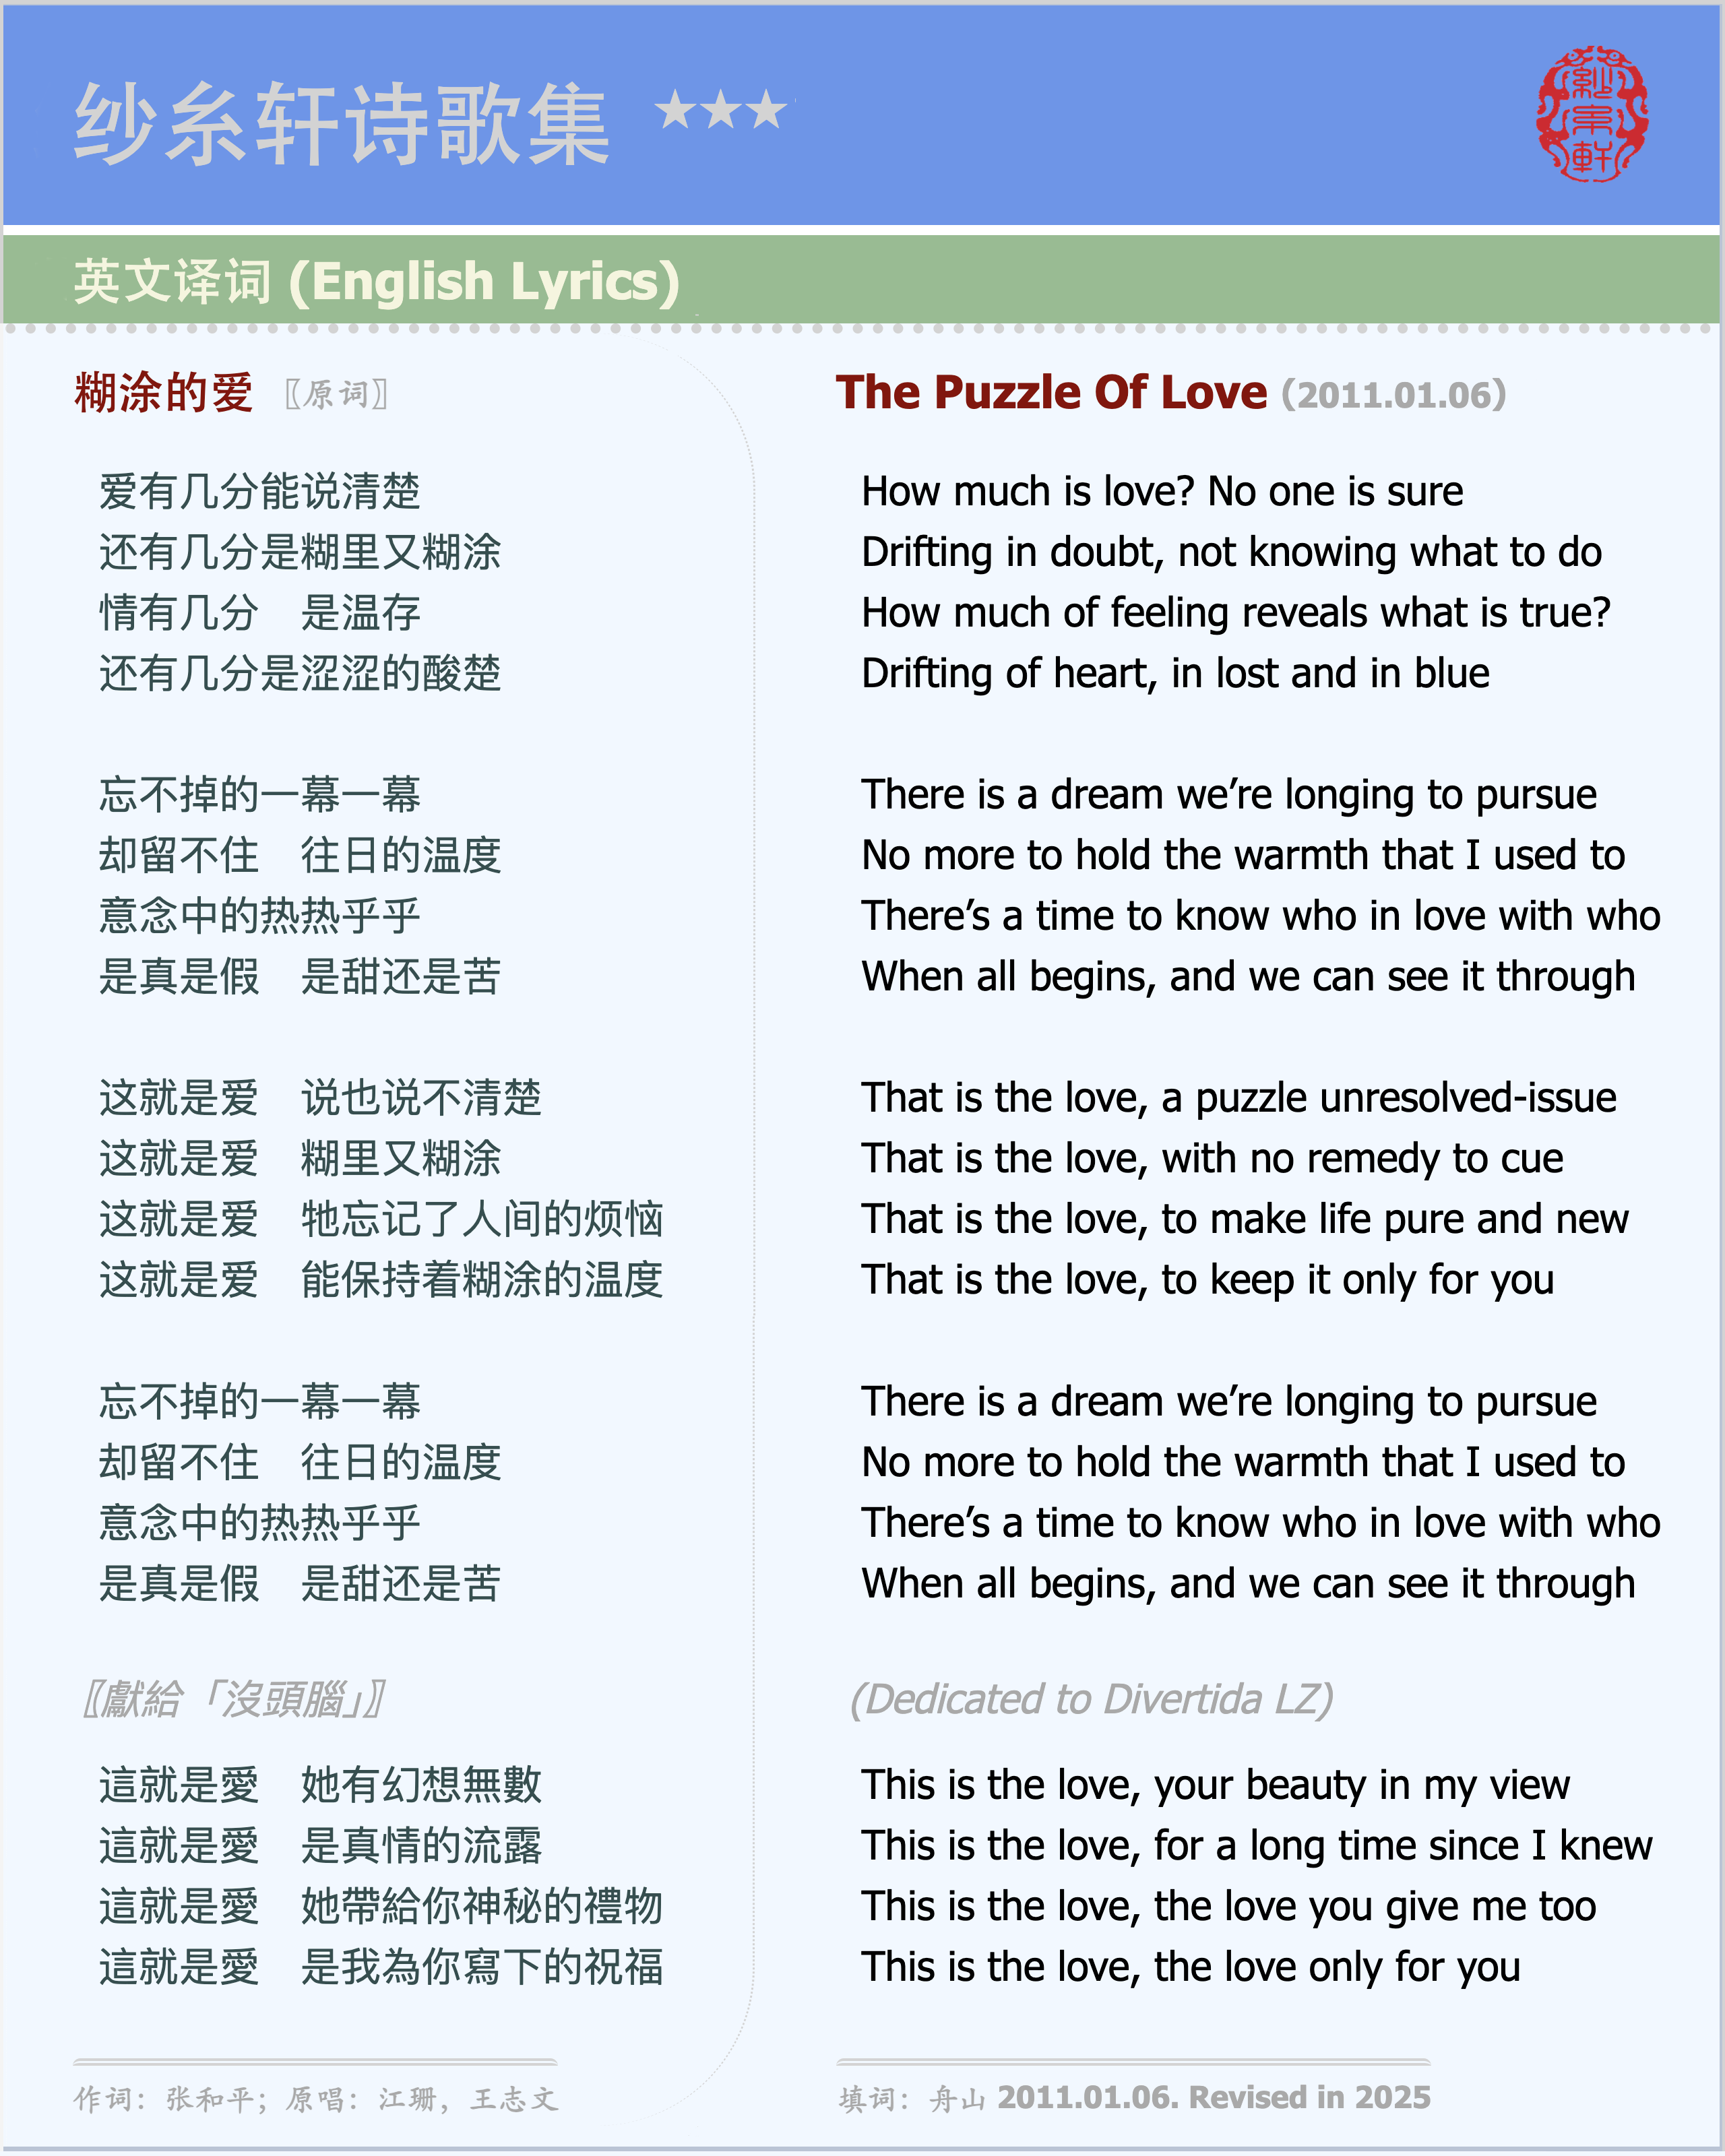 纱糸轩诗歌集 ★★★
紗糸軒
英文译词 (English Lyrics)
糊涂的爱 〖原词〗
爱有几分能说清楚
还有几分是糊里又糊涂
情有几分　是温存
还有几分是涩涩的酸楚
忘不掉的一幕一幕
却留不住　往日的温度
意念中的热热乎乎
是真是假　是甜还是苦
这就是爱　说也说不清楚
这就是爱　糊里又糊涂
这就是爱　牠忘记了人间的烦恼
这就是爱　能保持着糊涂的温度
忘不掉的一幕一幕
却留不住　往日的温度
意念中的热热乎乎
是真是假　是甜还是苦
〖獻給「沒頭腦」〗
這就是愛　她有幻想無數
這就是愛　是真情的流露
這就是愛　她帶給你神秘的禮物
這就是愛　是我為你寫下的祝福
作词：张和平；原唱：江珊，王志文
The Puzzle Of Love (2011.01.06)
How much is love? No one is sure
Drifting in doubt, not knowing what to do
How much of feeling reveals what is true?
Drifting of heart, in lost and in blue
There is a dream we’re longing to pursue
No more to hold the warmth that I used to
There’s a time to know who in love with who
When all begins, and we can see it through
That is the love, a puzzle unresolved-issue
That is the love, with no remedy to cue
That is the love, to make life pure and new
That is the love, to keep it only for you
There is a dream we’re longing to pursue
No more to hold the warmth that I used to
There’s a time to know who in love with who
When all begins, and we can see it through
(Dedicated to Divertida LZ)
This is the love, your beauty in my view
This is the love, for a long time since I knew
This is the love, the love you give me too
This is the love, the love only for you
填词：舟山 2011.01.06. Revised in 2025